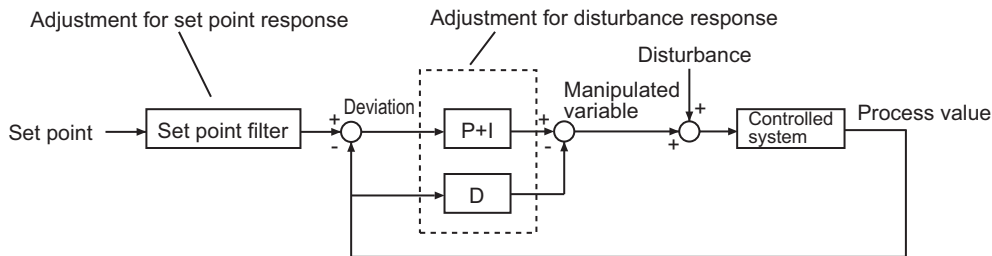 Adjustment for set point response
Adjustment for disturbance response
Disturbance
Manipulated
variable
Deviation
Set point
Set point filter
+
-
P+I
+
-
+
+
Controlled
system
Process value
D